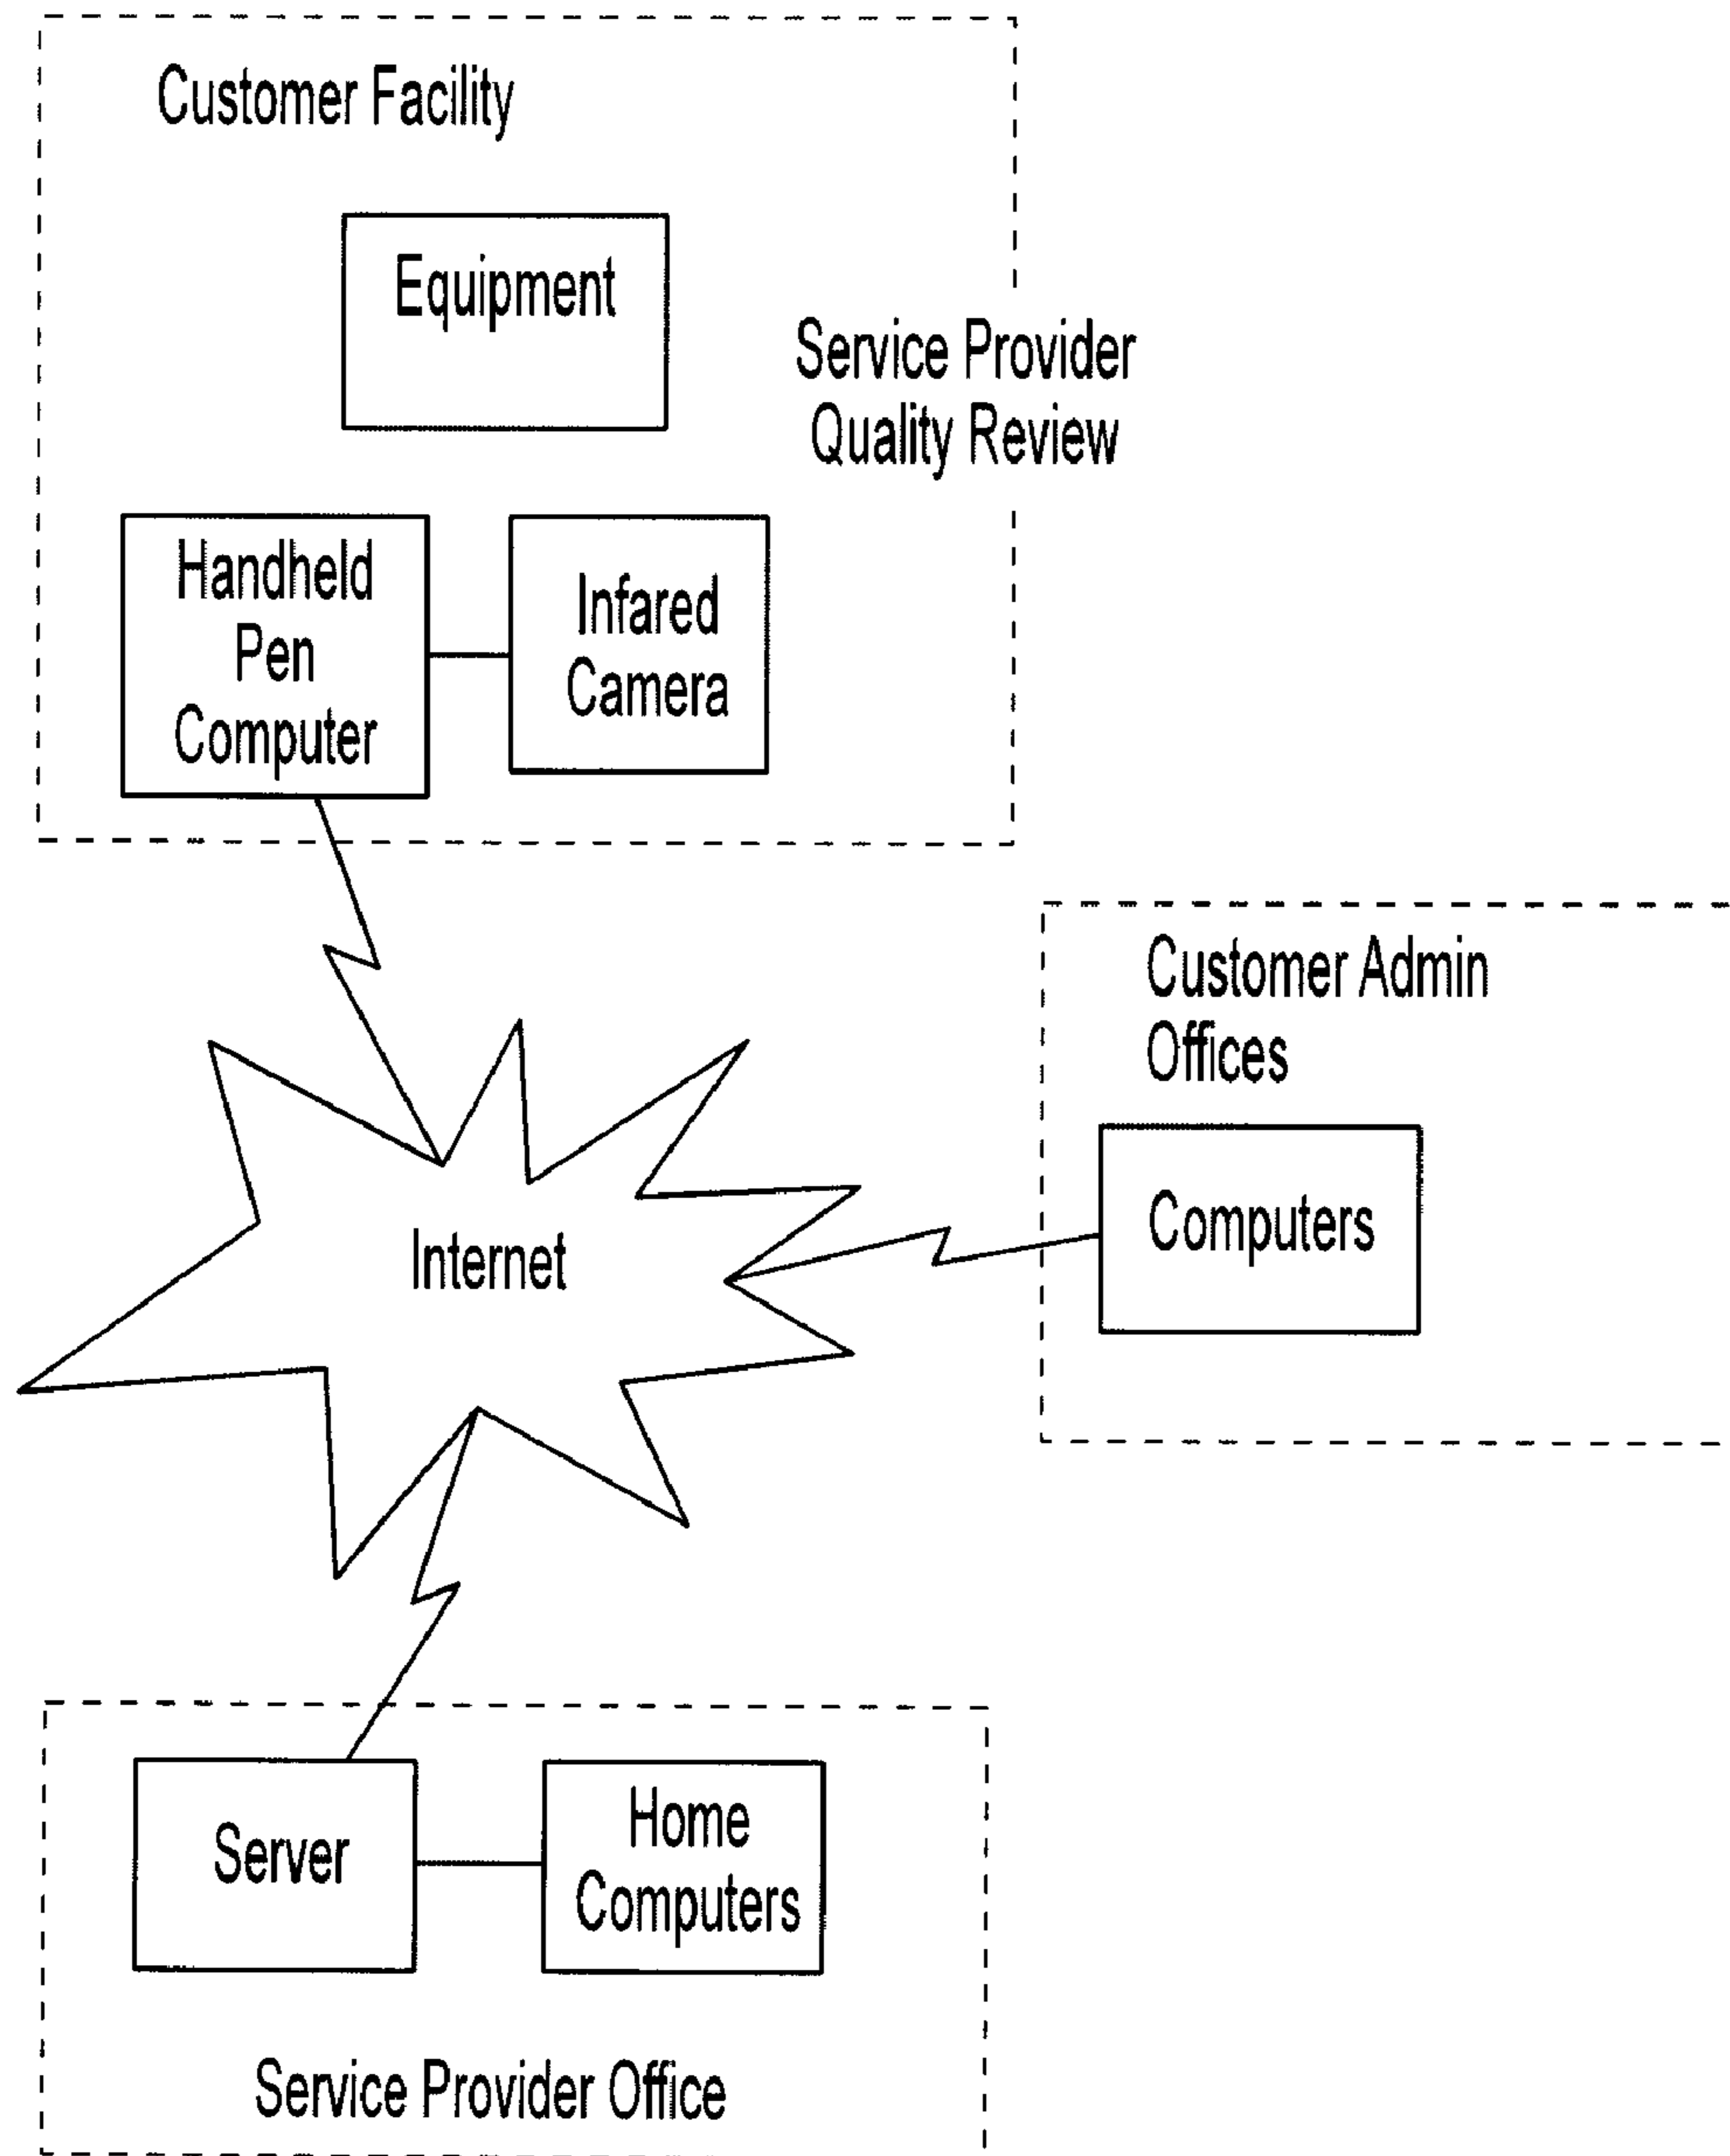 Customer Facility
Equipment
Service Provider
Quality Review
Handheld
Pen
Computer
Infared
Camera
Customer Admin
Offices
Computers
Internet
Server
Home
Computers
Service Provider Office